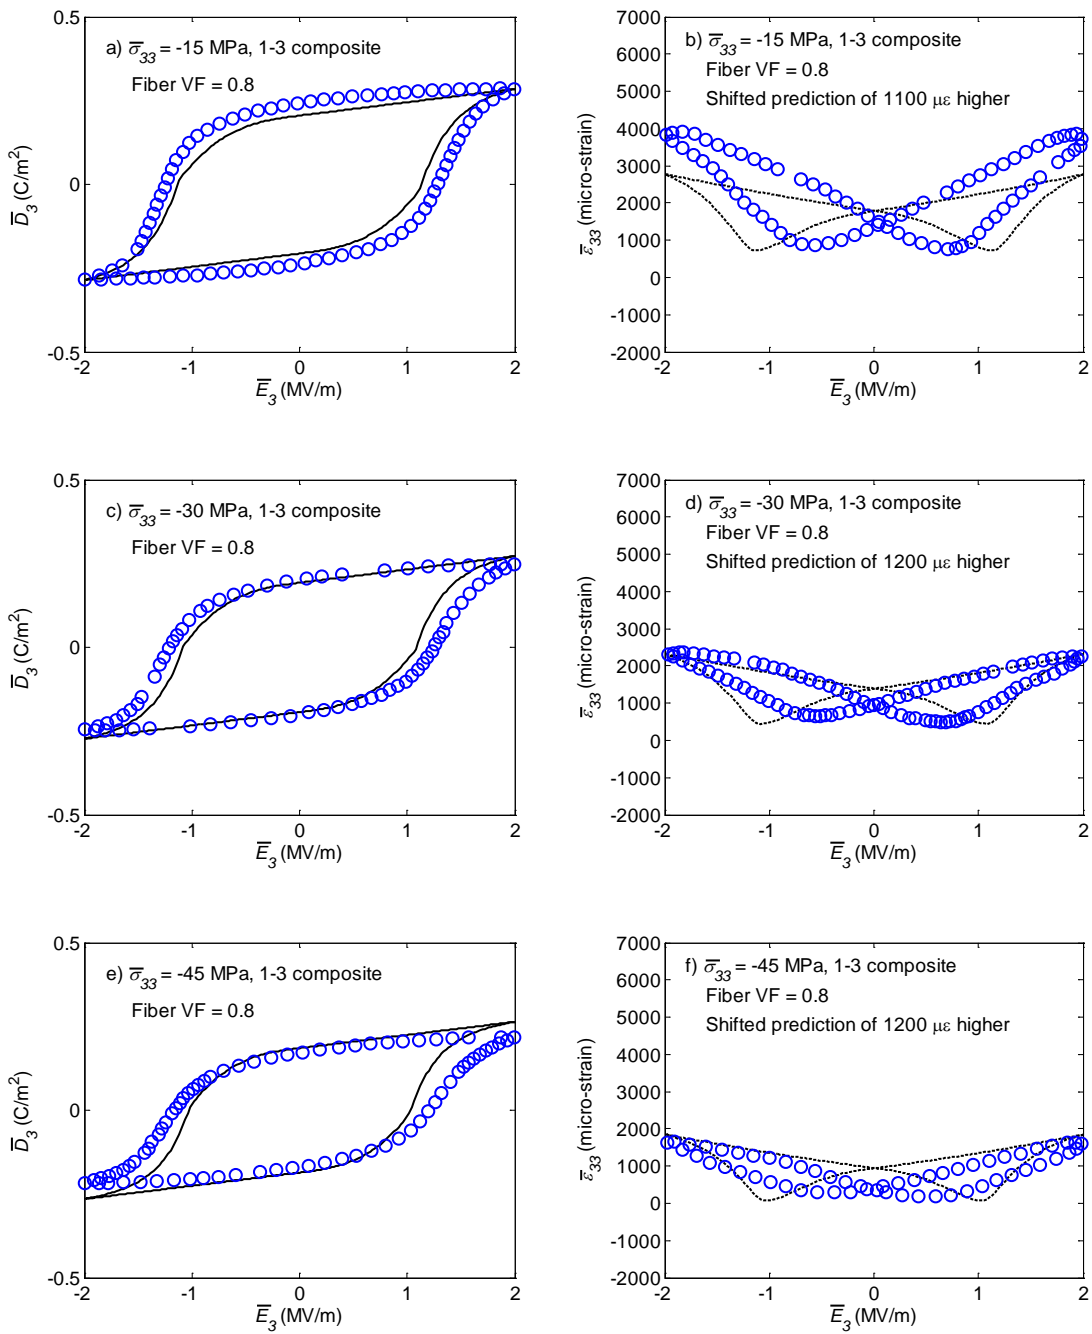 0.5
0
-0.5
-2
-1
0
1
2
a) σ̅₃₃ = -15 MPa, 1-3 composite
Fiber VF = 0.8
D̅₃ (C/m²)
E̅₃ (MV/m)
7000
6000
5000
4000
3000
2000
1000
0
-1000
-2000
-2
-1
0
1
2
b) σ̅₃₃ = -15 MPa, 1-3 composite
Fiber VF = 0.8
Shifted prediction of 1100 με higher
ε̅₃₃ (micro-strain)
E̅₃ (MV/m)
0.5
0
-0.5
-2
-1
0
1
2
c) σ̅₃₃ = -30 MPa, 1-3 composite
Fiber VF = 0.8
D̅₃ (C/m²)
E̅₃ (MV/m)
7000
6000
5000
4000
3000
2000
1000
0
-1000
-2000
-2
-1
0
1
2
d) σ̅₃₃ = -30 MPa, 1-3 composite
Fiber VF = 0.8
Shifted prediction of 1200 με higher
ε̅₃₃ (micro-strain)
E̅₃ (MV/m)
0.5
0
-0.5
-2
-1
0
1
2
e) σ̅₃₃ = -45 MPa, 1-3 composite
Fiber VF = 0.8
D̅₃ (C/m²)
E̅₃ (MV/m)
7000
6000
5000
4000
3000
2000
1000
0
-1000
-2000
-2
-1
0
1
2
f) σ̅₃₃ = -45 MPa, 1-3 composite
Fiber VF = 0.8
Shifted prediction of 1200 με higher
ε̅₃₃ (micro-strain)
E̅₃ (MV/m)